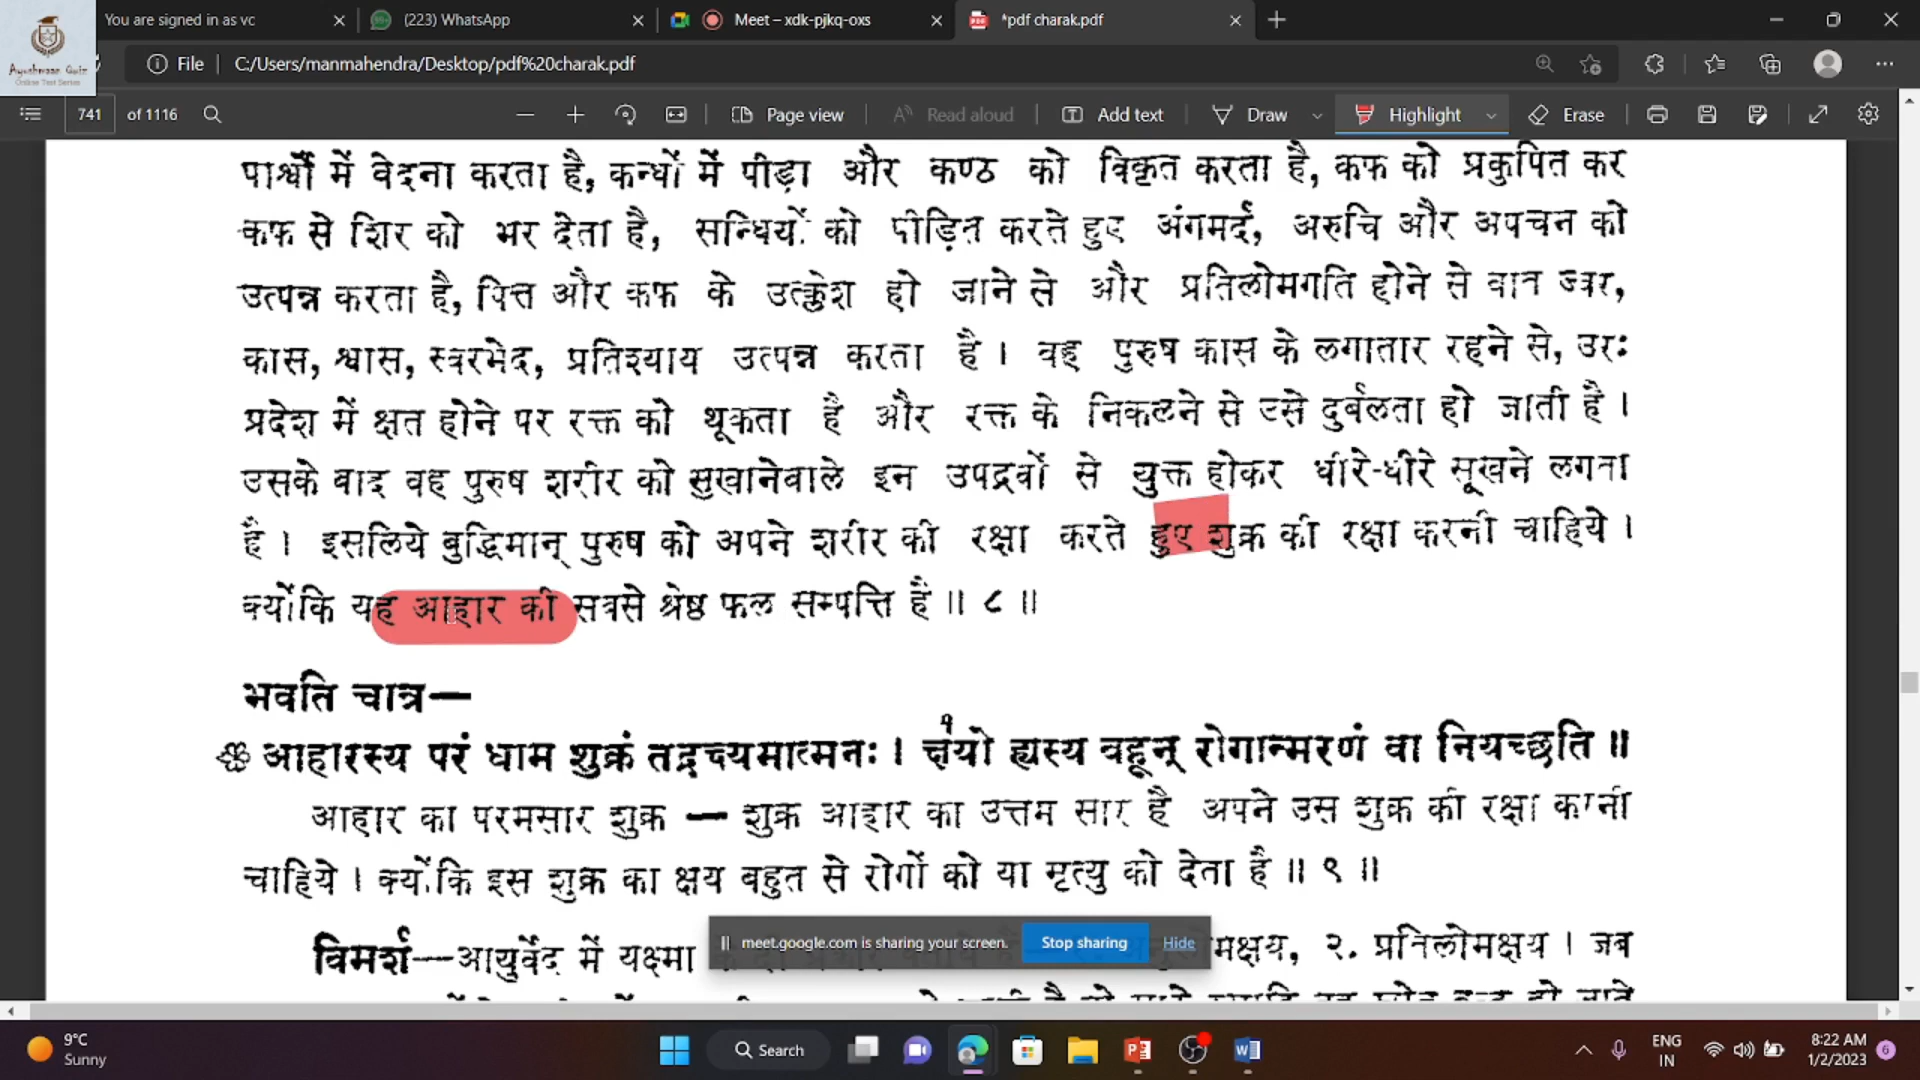 You are signed in as vc
(223) WhatsApp
Meet – xdk-pjkq-oxs
*pdf charak.pdf
Ayushmaan Quiz
Online Test Series
File
C:/Users/manmahendra/Desktop/pdf%20charak.pdf
741 of 1116
Page view
Read aloud
Add text
Draw
Highlight
Erase
पार्श्वों में वेदना करता है, कन्धों में पीड़ा और कण्ठ को विकृत करता है, कफ को प्रकुपित कर
कफ से शिर को भर देता है, सन्धियों को पीड़ित करते हुए अंगमर्द, अरुचि और अपचन को
उत्पन्न करता है, पित्त और कफ के उत्क्लेश हो जाने से और प्रतिलोमगति होने से वात ज्वर,
कास, श्वास, स्वरभेद, प्रतिश्याय उत्पन्न करता है । वह पुरुष कास के लगातार रहने से, उरः
प्रदेश में क्षत होने पर रक्त को थूकता है और रक्त के निकलने से उसे दुर्बलता हो जाती है ।
उसके बाद वह पुरुष शरीर को सुखानेवाले इन उपद्रवों से युक्त होकर धीरे-धीरे सूखने लगता
है । इसलिये बुद्धिमान् पुरुष को अपने शरीर की रक्षा करते हुए शुक्र की रक्षा करनी चाहिये ।
क्योंकि यह आहार की सबसे श्रेष्ठ फल सम्पत्ति है ॥ ८ ॥
भवति चात्र—
आहारस्य परं धाम शुक्रं तद्रक्ष्यमात्मनः । क्षयो ह्यस्य बहून् रोगान्मरणं वा नियच्छति ॥
आहार का परमसार शुक्र — शुक्र आहार का उत्तम सार है अपने उस शुक्र की रक्षा करनी
चाहिये । क्योंकि इस शुक्र का क्षय बहुत से रोगों को या मृत्यु को देता है ॥ ९ ॥
विमर्श—आयुर्वेद में यक्ष्मा मक्षय, २. प्रतिलोमक्षय । जब
meet.google.com is sharing your screen.
Stop sharing
Hide
9°C
Sunny
Search
ENG
IN
8:22 AM
1/2/2023
6